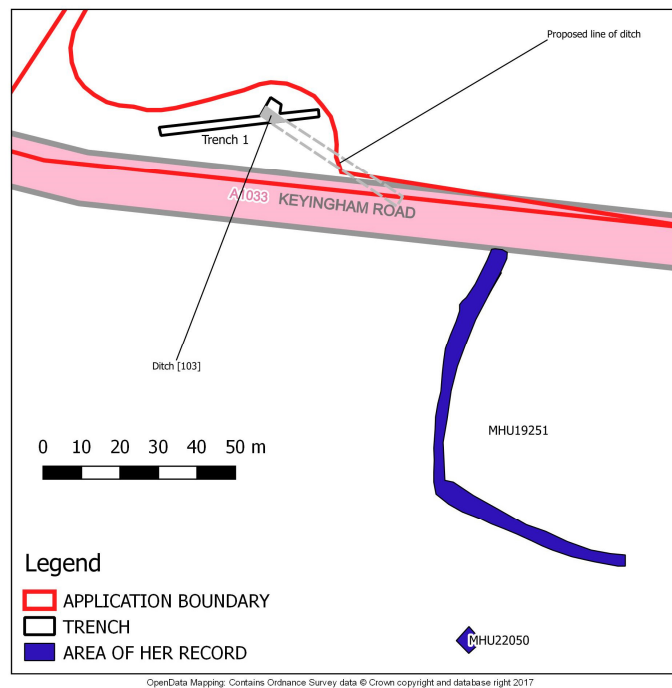 Proposed line of ditch
Trench 1
A1033 KEYINGHAM ROAD
Ditch [103]
MHU19251
0 10 20 30 40 50 m
Legend
APPLICATION BOUNDARY
TRENCH
AREA OF HER RECORD
MHU22050
OpenData Mapping: Contains Ordnance Survey data © Crown copyright and database right 2017